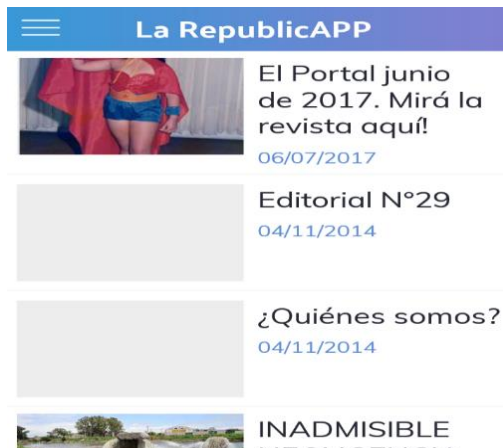 La RepublicAPP
El Portal junio
de 2017. Mirá la
revista aquí!
06/07/2017
Editorial N°29
04/11/2014
¿Quiénes somos?
04/11/2014
INADMISIBLE